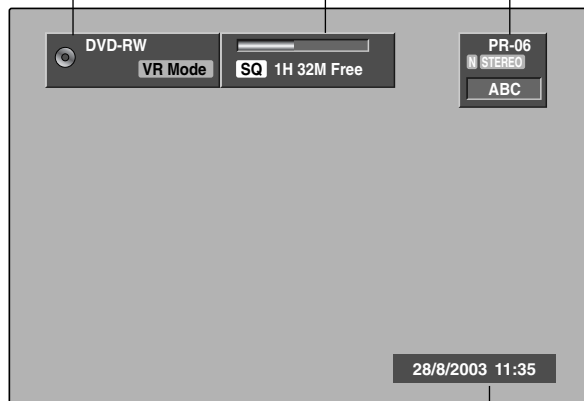 DVD-RW
VR Mode
SQ 1H 32M Free
PR-06
N STEREO
ABC
28/8/2003 11:35